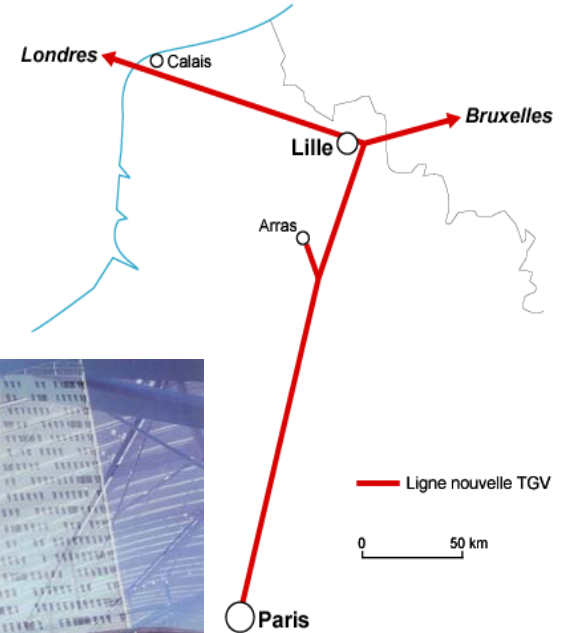 Londres
Calais
Bruxelles
Lille
Arras
Ligne nouvelle TGV
0 50 km
Paris